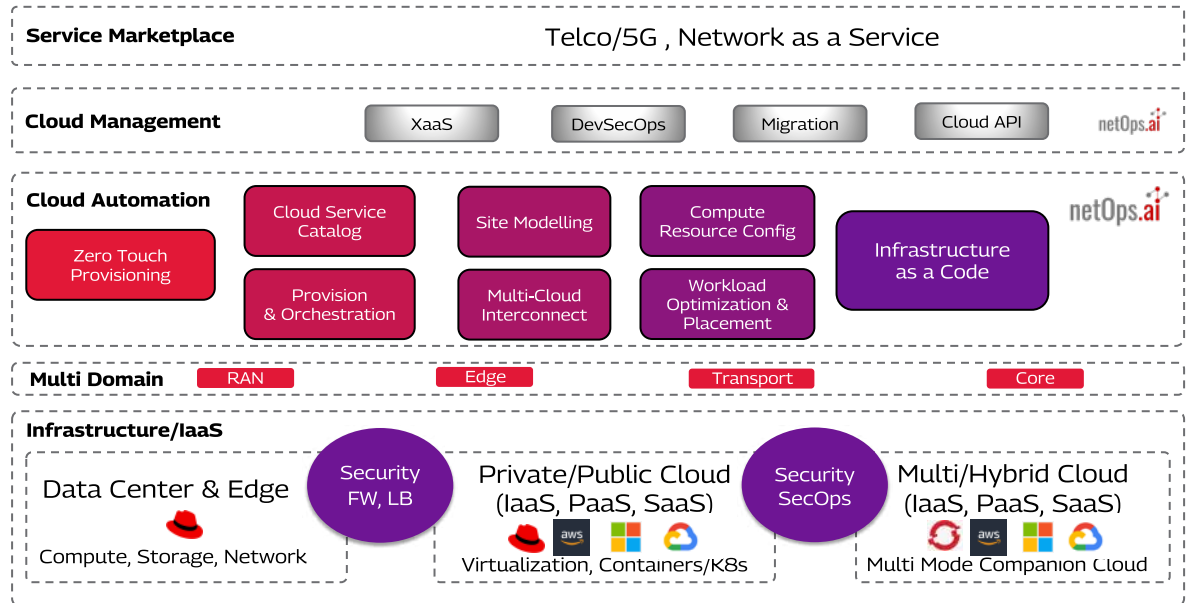 Service Marketplace
Telco/5G , Network as a Service
Cloud Management
XaaS
DevSecOps
Migration
Cloud API
netOps.ai
Cloud Automation
Zero Touch
Provisioning
Cloud Service
Catalog
Provision
& Orchestration
Site Modelling
Multi-Cloud
Interconnect
Compute
Resource Config
Workload
Optimization &
Placement
Infrastructure
as a Code
netOps.ai
Multi Domain
RAN
Edge
Transport
Core
Infrastructure/IaaS
Data Center & Edge
Compute, Storage, Network
Security
FW, LB
Private/Public Cloud
(IaaS, PaaS, SaaS)
aws
Virtualization, Containers/K8s
Security
SecOps
Multi/Hybrid Cloud
(IaaS, PaaS, SaaS)
aws
Multi Mode Companion Cloud